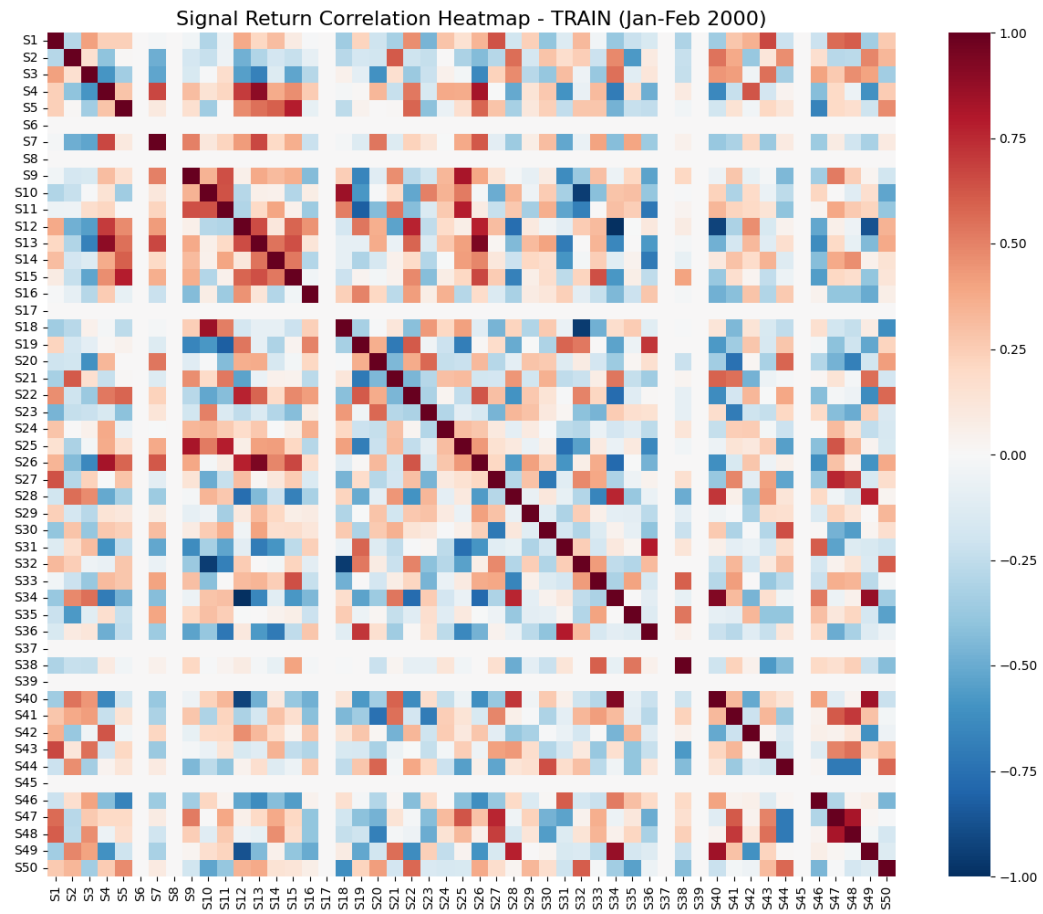 Signal Return Correlation Heatmap - TRAIN (Jan-Feb 2000)
S1
S2
S3
S4
S5
S6
S7
S8
S9
S10
S11
S12
S13
S14
S15
S16
S17
S18
S19
S20
S21
S22
S23
S24
S25
S26
S27
S28
S29
S30
S31
S32
S33
S34
S35
S36
S37
S38
S39
S40
S41
S42
S43
S44
S45
S46
S47
S48
S49
S50
S1 S2 S3 S4 S5 S6 S7 S8 S9 S10 S11 S12 S13 S14 S15 S16 S17 S18 S19 S20 S21 S22 S23 S24 S25 S26 S27 S28 S29 S30 S31 S32 S33 S34 S35 S36 S37 S38 S39 S40 S41 S42 S43 S44 S45 S46 S47 S48 S49 S50
1.00
0.75
0.50
0.25
0.00
−0.25
−0.50
−0.75
−1.00